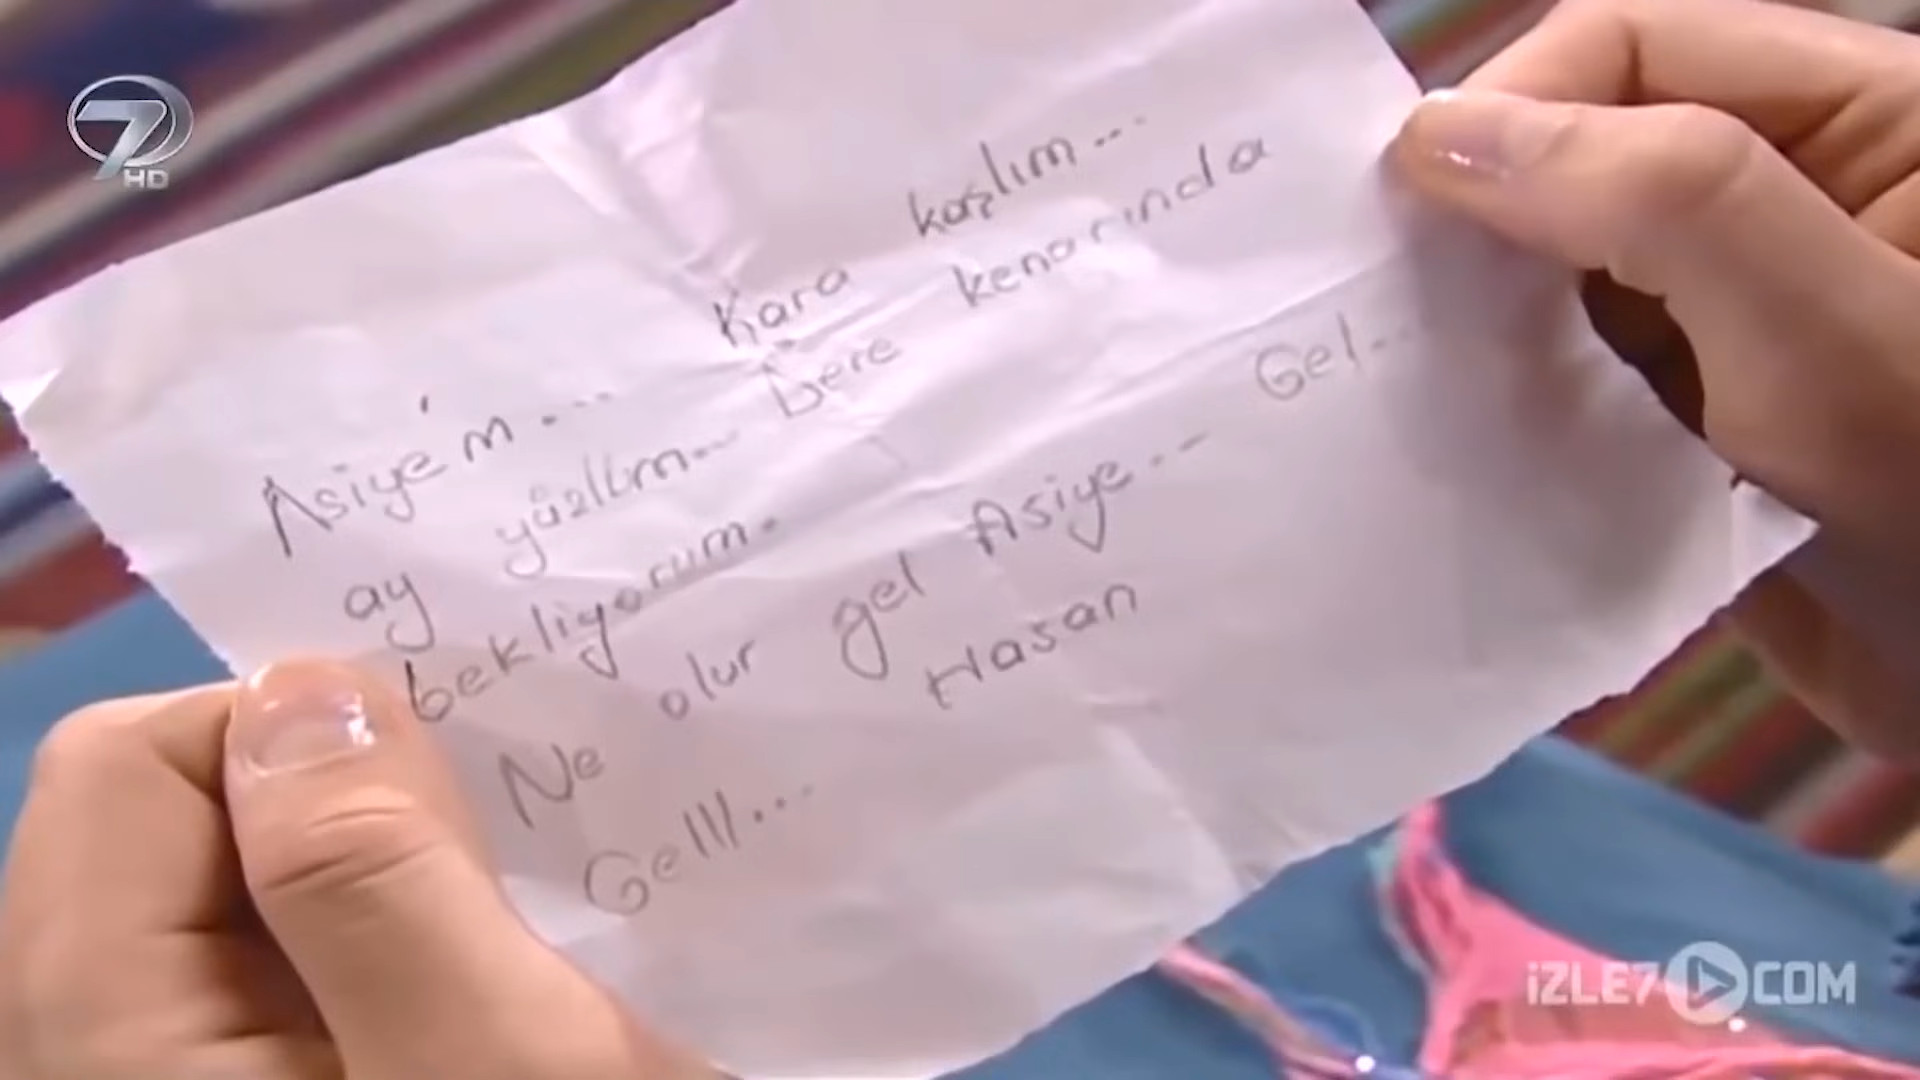 7
HD
Asiye'm.... Kara kaşlım...
ay yüzlüm... Dere kenarında
bekliyorum.
Ne olur gel Asiye... Gel...
Gelll... Hasan
iZLE7.COM